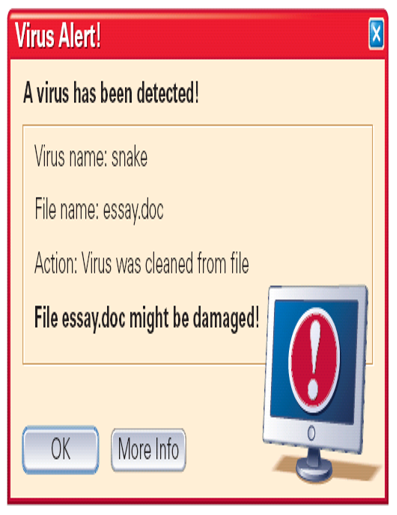 Virus Alert!
A virus has been detected!
Virus name: snake
File name: essay.doc
Action: Virus was cleaned from file
File essay.doc might be damaged!
OK
More Info